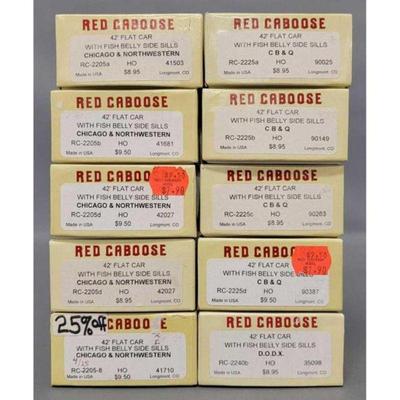 RED CABOOSE
42' FLAT CAR
WITH FISH BELLY SIDE SILLS
CHICAGO & NORTHWESTERN
RC-2205a HO 41503
Made in USA $8.95 Longmont, CO
RED CABOOSE
42' FLAT CAR
WITH FISH BELLY SIDE SILLS
CHICAGO & NORTHWESTERN
RC-2205b HO 41681
Made in USA $9.50 Longmont, CO
RED CABOOSE
42' FLAT CAR
WITH FISH BELLY SIDE SILLS
CHICAGO & NORTHWESTERN
RC-2205d HO 42027
Made in USA $9.50 Longmont, CO
$7.90
RED CABOOSE
42' FLAT CAR
WITH FISH BELLY SIDE SILLS
CHICAGO & NORTHWESTERN
RC-2205d HO 42027
Made in USA $8.95 Longmont, CO
25% off
CABOOSE
42' FLAT CAR
WITH FISH BELLY SIDE SILLS
CHICAGO & NORTHWESTERN
4/15
RC-2205-8 HO 41710
Made in USA $9.50 Longmont, CO
RED CABOOSE
42' FLAT CAR
WITH FISH BELLY SIDE SILLS
C B & Q
RC-2225a HO 90025
Made in USA $8.95 Longmont, CO
RED CABOOSE
42' FLAT CAR
WITH FISH BELLY SIDE SILLS
C B & Q
RC-2225b HO 90149
Made in USA $8.95 Longmont, CO
RED CABOOSE
42' FLAT CAR
WITH FISH BELLY SIDE SILLS
C B & Q
RC-2225c HO 90263
Made in USA $8.95 Longmont, CO
RED CABOOSE
42' FLAT CAR
WITH FISH BELLY SIDE SILLS
C B & Q
RC-2225d HO 90387
Made in USA $9.50 Longmont, CO
$7.90
RED CABOOSE
42' FLAT CAR
WITH FISH BELLY SIDE SILLS
D.O.D.X.
RC-2240b HO 35098
Made in USA $8.95 Longmont, CO